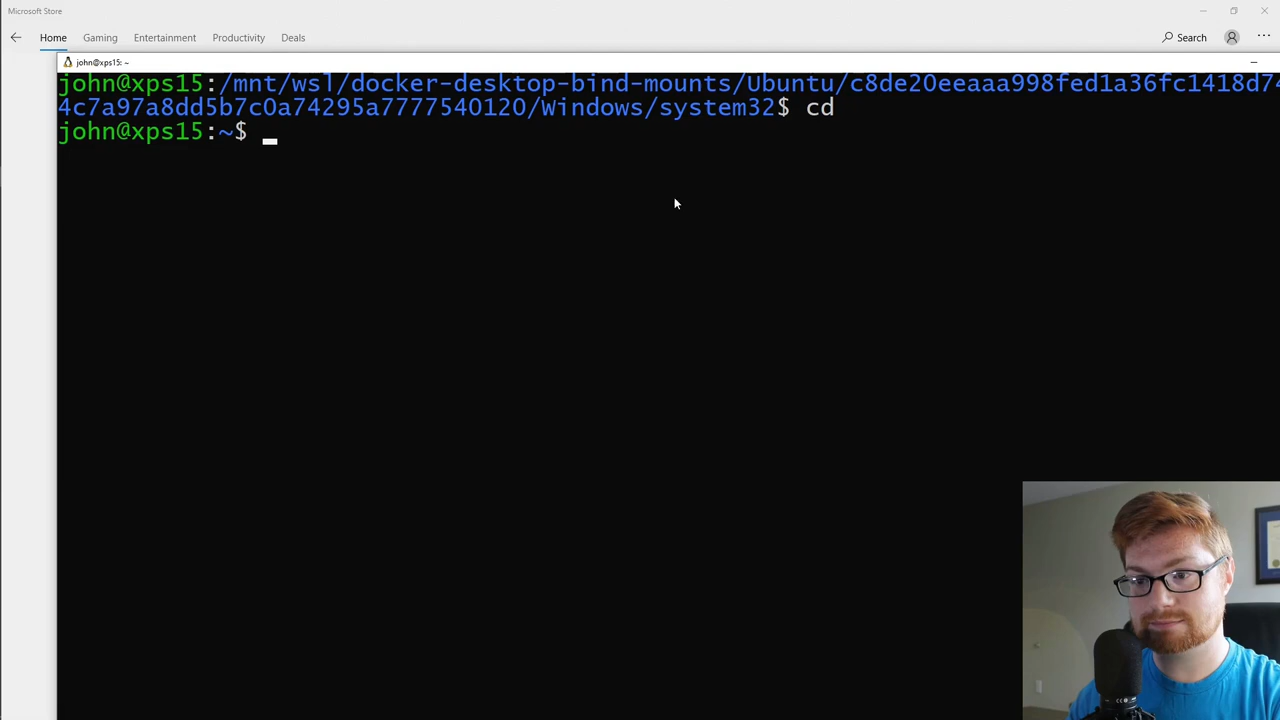 Microsoft Store
Home Gaming Entertainment Productivity Deals Search
john@xps15: ~
john@xps15:/mnt/wsl/docker-desktop-bind-mounts/Ubuntu/c8de20eeaaa998fed1a36fc1418d74
4c7a97a8dd5b7c0a74295a7777540120/Windows/system32$ cd
john@xps15:~$